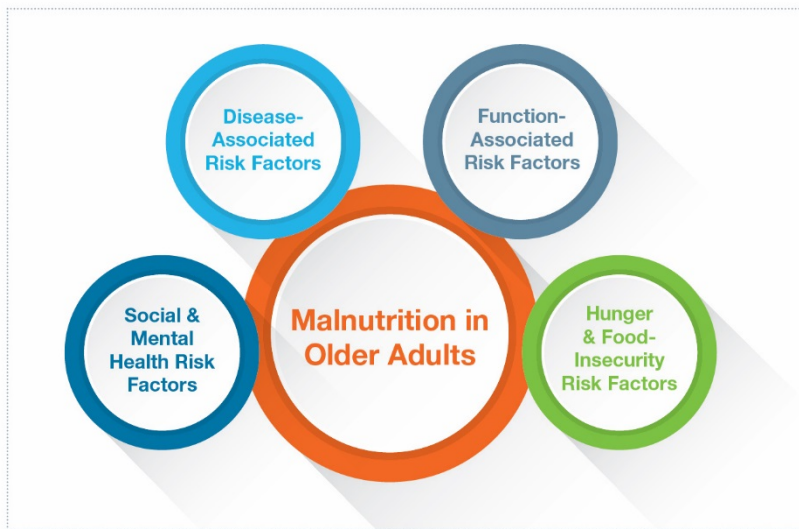 Disease-
Associated
Risk Factors
Function-
Associated
Risk Factors
Social &
Mental
Health Risk
Factors
Malnutrition in
Older Adults
Hunger
& Food-
Insecurity
Risk Factors